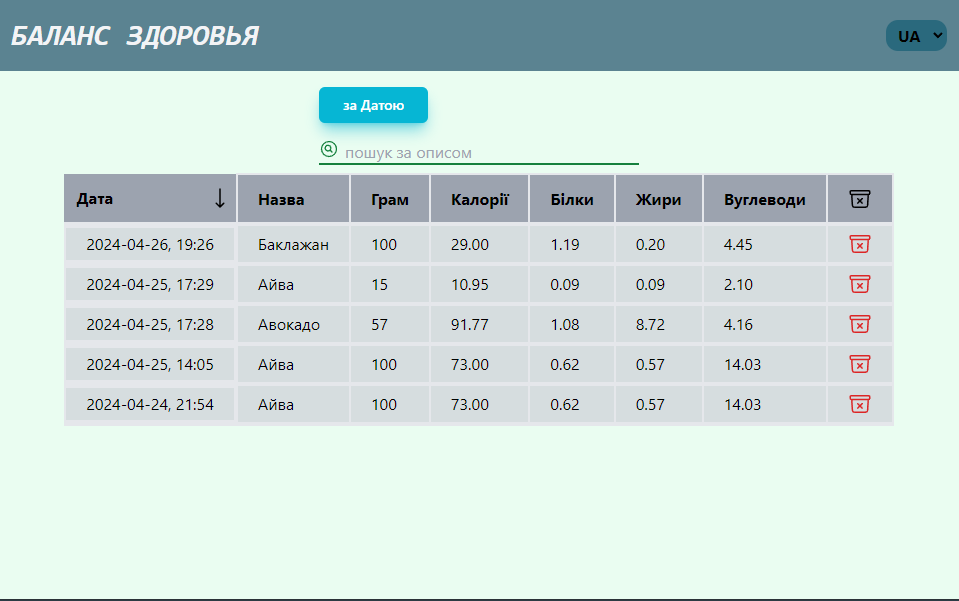 БАЛАНС ЗДОРОВЬЯ
UA
за Датою
пошук за описом
Дата Назва Грам Калорії Білки Жири Вуглеводи
2024-04-26, 19:26 Баклажан 100 29.00 1.19 0.20 4.45
2024-04-25, 17:29 Айва 15 10.95 0.09 0.09 2.10
2024-04-25, 17:28 Авокадо 57 91.77 1.08 8.72 4.16
2024-04-25, 14:05 Айва 100 73.00 0.62 0.57 14.03
2024-04-24, 21:54 Айва 100 73.00 0.62 0.57 14.03